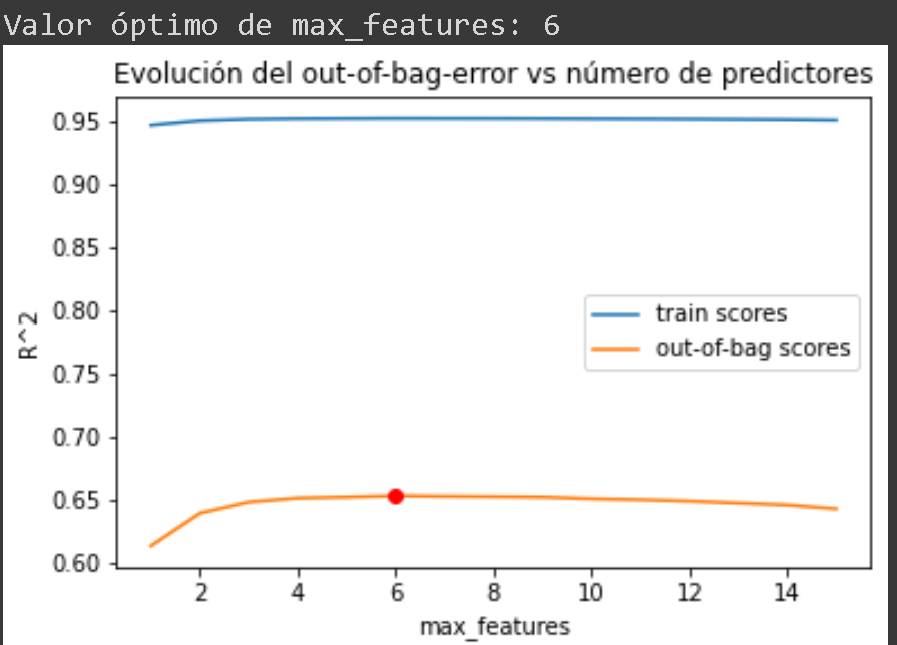 Valor óptimo de max_features: 6
Evolución del out-of-bag-error vs número de predictores
0.95
0.90
0.85
0.80
0.75
0.70
0.65
0.60
R^2
train scores
out-of-bag scores
2 4 6 8 10 12 14
max_features